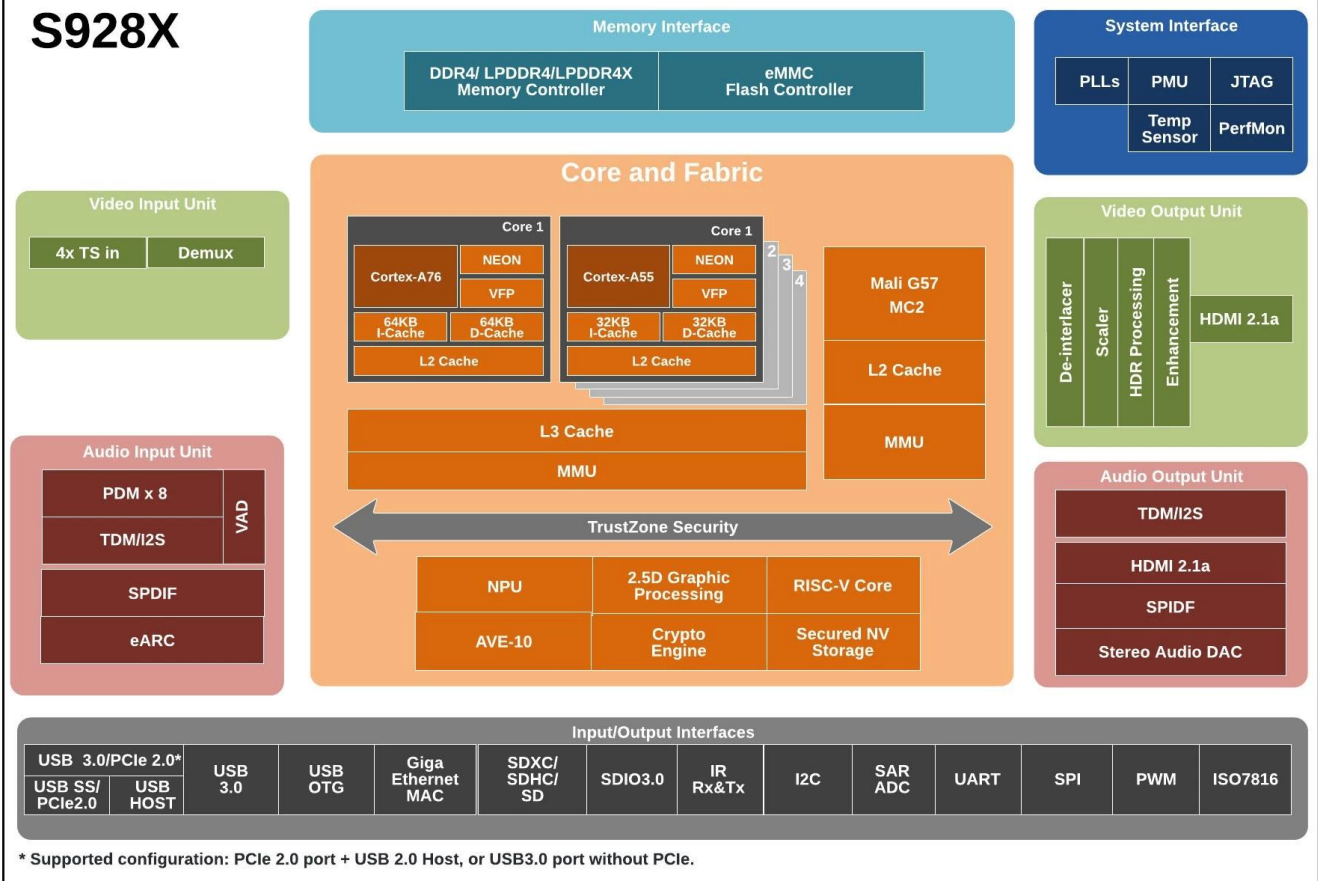 S928X
Memory Interface
DDR4/ LPDDR4/LPDDR4X
Memory Controller
eMMC
Flash Controller
System Interface
PLLs
PMU
JTAG
Temp
Sensor
PerfMon
Video Input Unit
4x TS in
Demux
Core and Fabric
Core 1
Cortex-A76
NEON
VFP
64KB
I-Cache
64KB
D-Cache
L2 Cache
Core 1
Cortex-A55
NEON
VFP
32KB
I-Cache
32KB
D-Cache
L2 Cache
2
3
4
Mali G57
MC2
L2 Cache
MMU
L3 Cache
MMU
TrustZone Security
NPU
2.5D Graphic
Processing
RISC-V Core
AVE-10
Crypto
Engine
Secured NV
Storage
Video Output Unit
De-interlacer
Scaler
HDR Processing
Enhancement
HDMI 2.1a
Audio Input Unit
PDM x 8
TDM/I2S
VAD
SPDIF
eARC
Audio Output Unit
TDM/I2S
HDMI 2.1a
SPIDF
Stereo Audio DAC
Input/Output Interfaces
USB 3.0/PCIe 2.0*
USB SS/
PCIe2.0
USB
HOST
USB
3.0
USB
OTG
Giga
Ethernet
MAC
SDXC/
SDHC/
SD
SDIO3.0
IR
Rx&Tx
I2C
SAR
ADC
UART
SPI
PWM
ISO7816
* Supported configuration: PCIe 2.0 port + USB 2.0 Host, or USB3.0 port without PCIe.